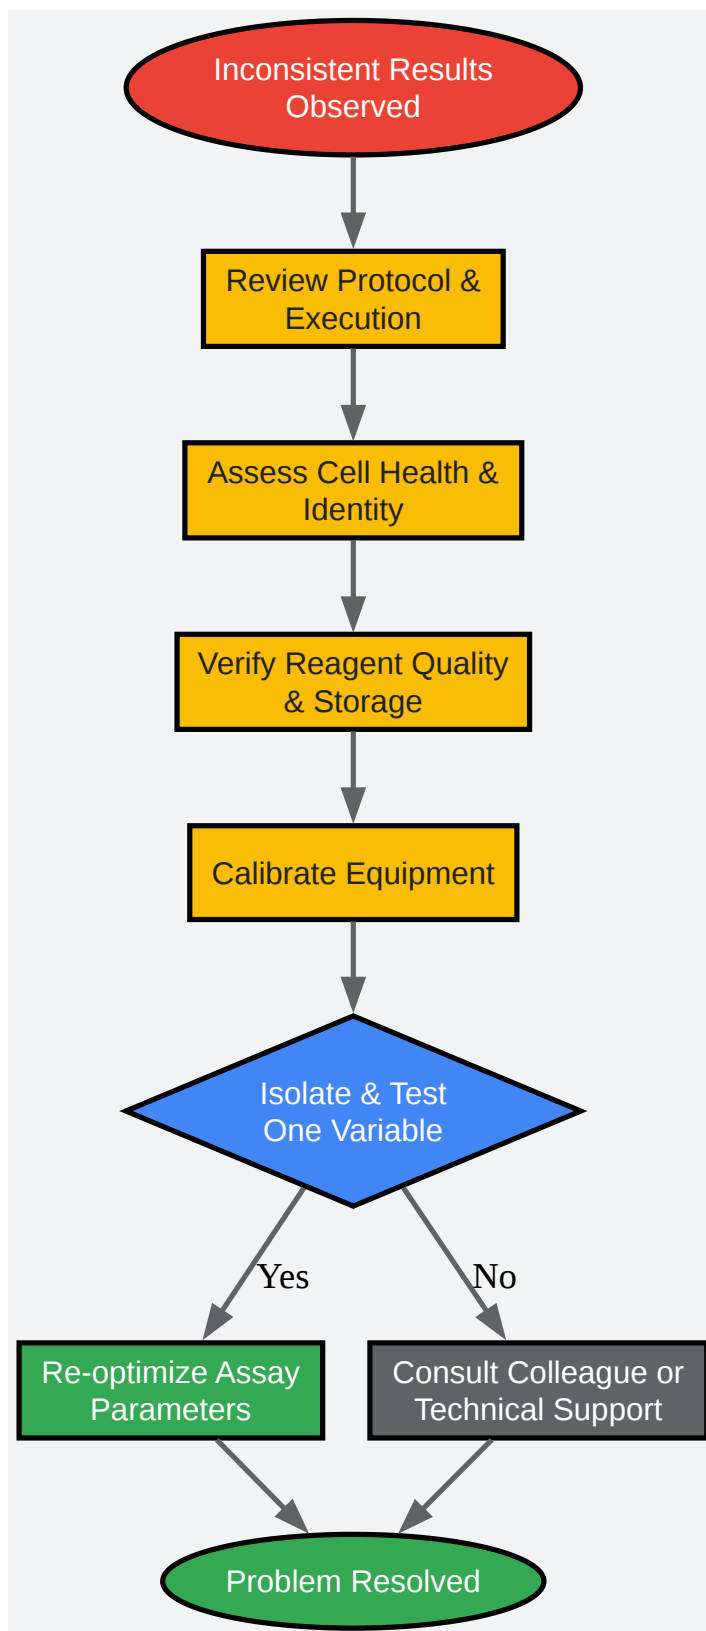 Inconsistent Results
Observed
Review Protocol &
Execution
Assess Cell Health &
Identity
Verify Reagent Quality
& Storage
Calibrate Equipment
Isolate & Test
One Variable
Yes
No
Re-optimize Assay
Parameters
Consult Colleague or
Technical Support
Problem Resolved